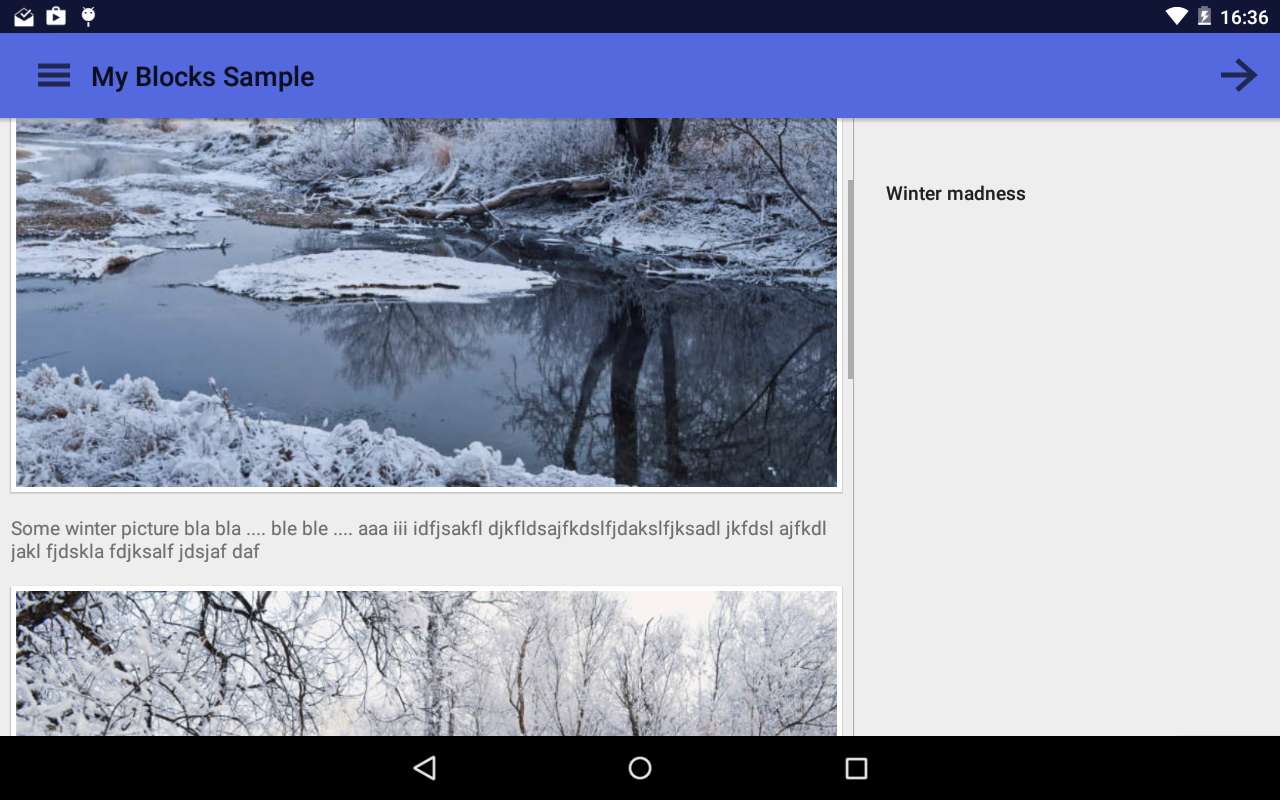 16:36
My Blocks Sample
Winter madness
Some winter picture bla bla .... ble ble .... aaa iii idfjsakfl djkfldsajfkdslfjdakslfjksadl jkfdsl ajfkdl
jakl fjdskla fdjksalf jdsjaf daf